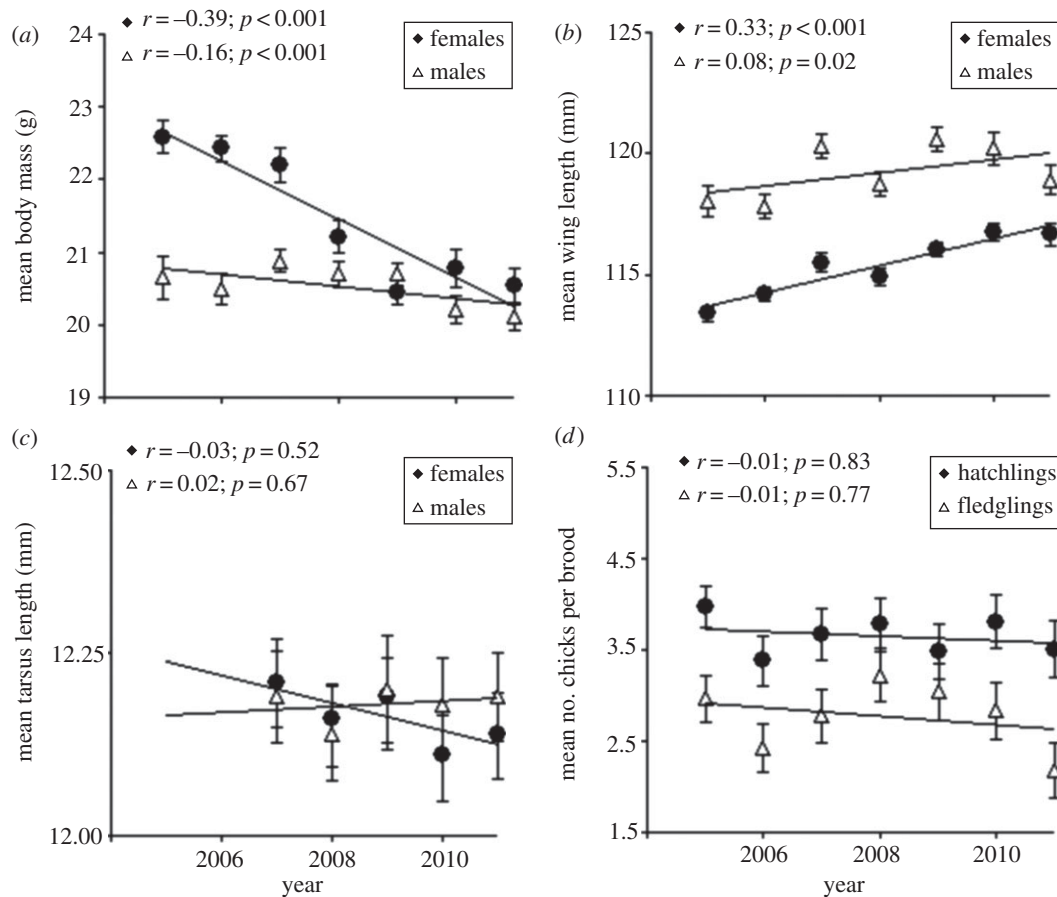 (a)
◆ r = –0.39; p < 0.001
△ r = –0.16; p < 0.001
◆ females
△ males
mean body mass (g)
24
23
22
21
20
19
(b)
◆ r = 0.33; p < 0.001
△ r = 0.08; p = 0.02
◆ females
△ males
mean wing length (mm)
125
120
115
110
(c)
◆ r = –0.03; p = 0.52
△ r = 0.02; p = 0.67
◆ females
△ males
mean tarsus length (mm)
12.50
12.25
12.00
2006 2008 2010
year
(d)
◆ r = –0.01; p = 0.83
△ r = –0.01; p = 0.77
◆ hatchlings
△ fledglings
mean no. chicks per brood
5.5
4.5
3.5
2.5
1.5
2006 2008 2010
year